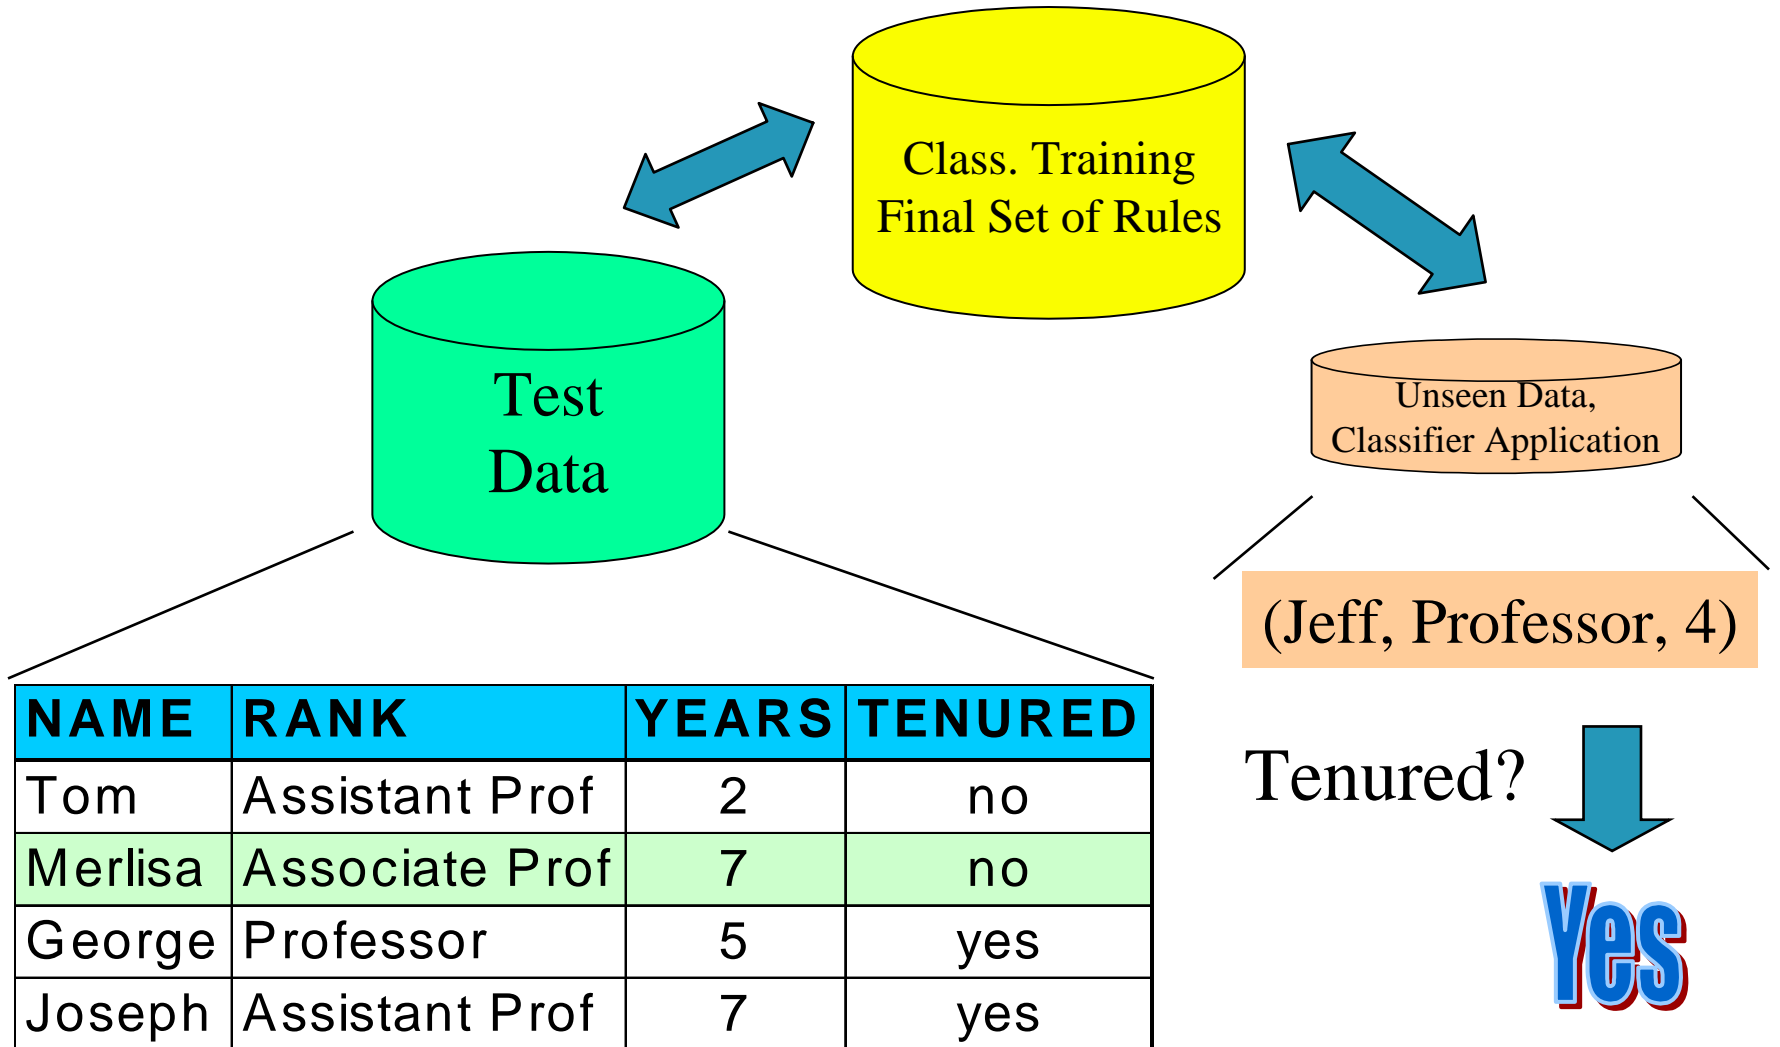 Class. Training
Final Set of Rules
Test
Data
Unseen Data,
Classifier Application
(Jeff, Professor, 4)
Tenured?
Yes
NAME RANK YEARS TENURED
Tom Assistant Prof 2 no
Merlisa Associate Prof 7 no
George Professor 5 yes
Joseph Assistant Prof 7 yes